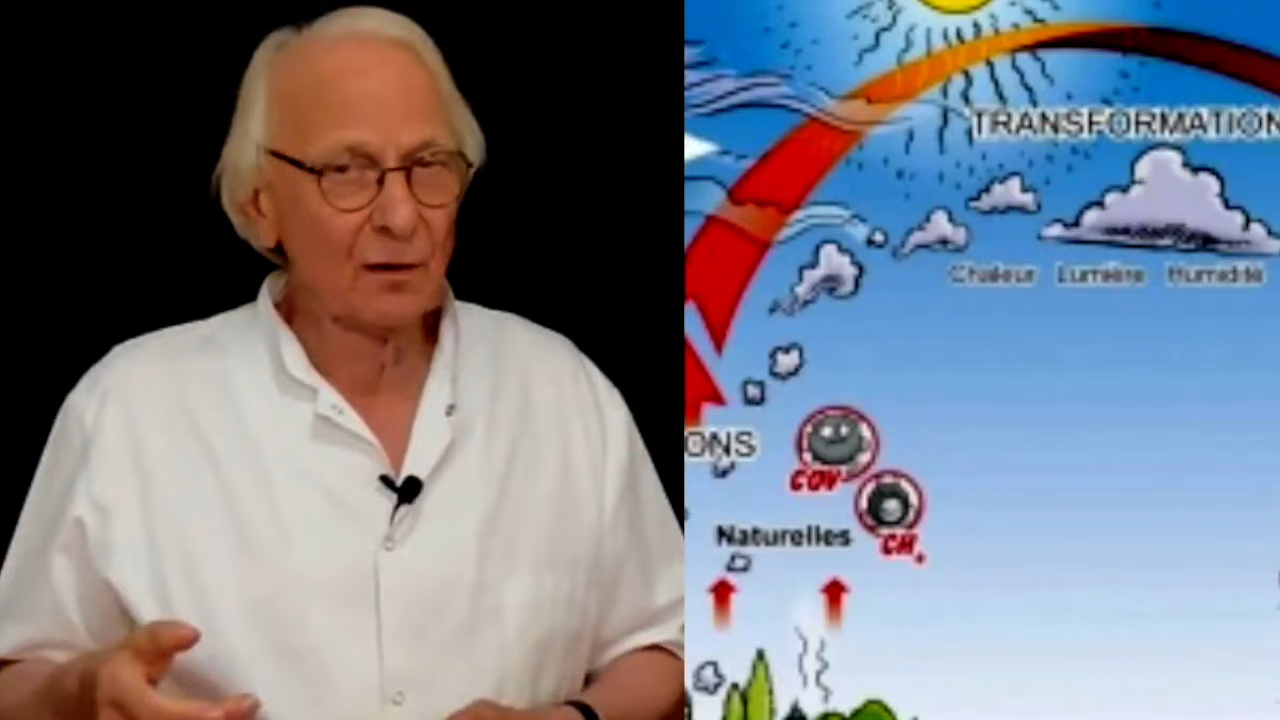 TRANSFORMATION
Chaleur Lumière Humidité
ONS
COV
Naturelles
CH₄